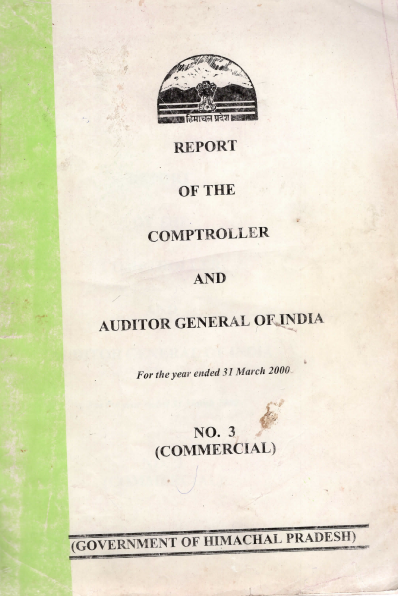 हिमाचल प्रदेश
REPORT
OF THE
COMPTROLLER
AND
AUDITOR GENERAL OF INDIA
For the year ended 31 March 2000
NO. 3
(COMMERCIAL)
(GOVERNMENT OF HIMACHAL PRADESH)